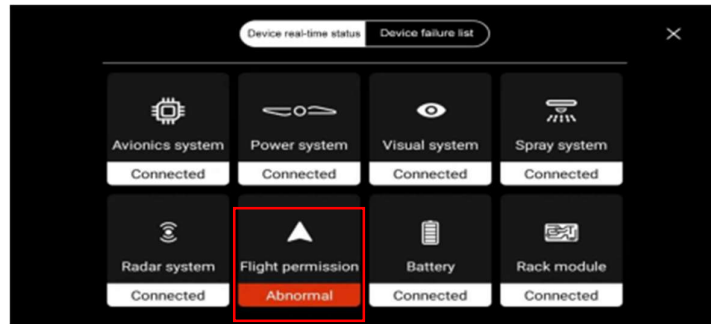 Device real-time status Device failure list
Avionics system Power system Visual system Spray system
Connected Connected Connected Connected
Radar system Flight permission Battery Rack module
Connected Abnormal Connected Connected